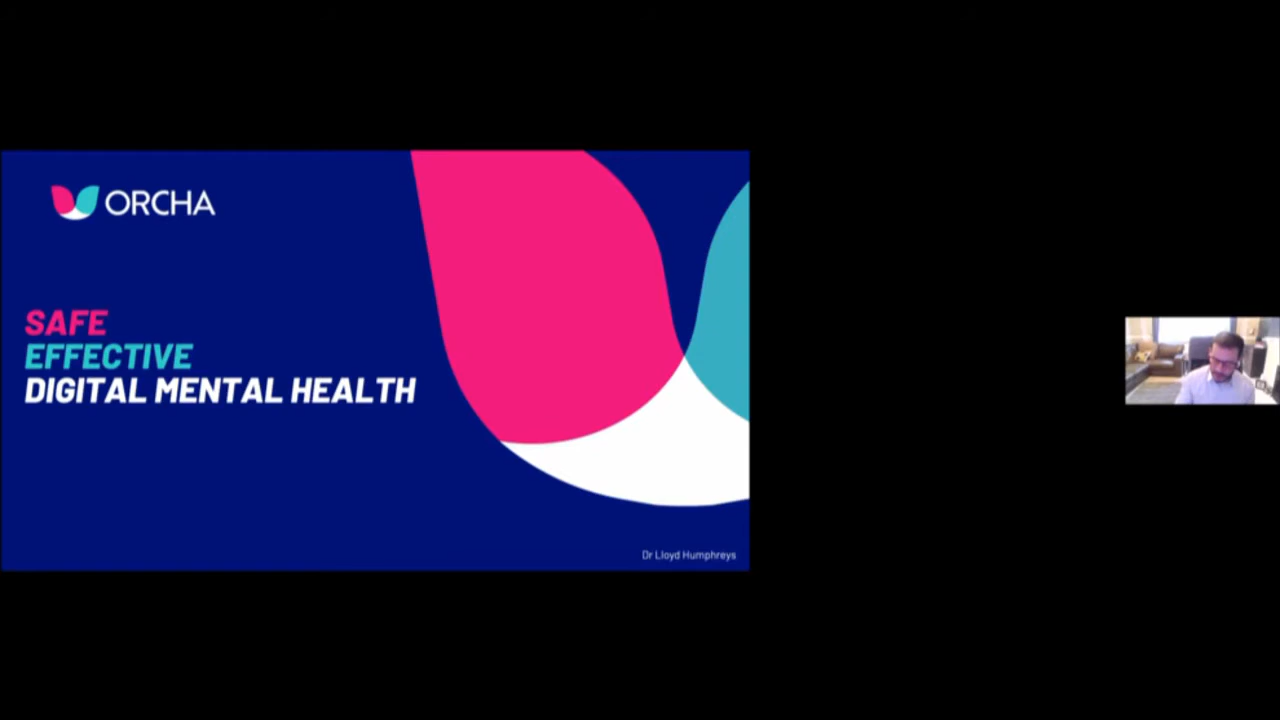 ORCHA
SAFE
EFFECTIVE
DIGITAL MENTAL HEALTH
Dr Lloyd Humphreys